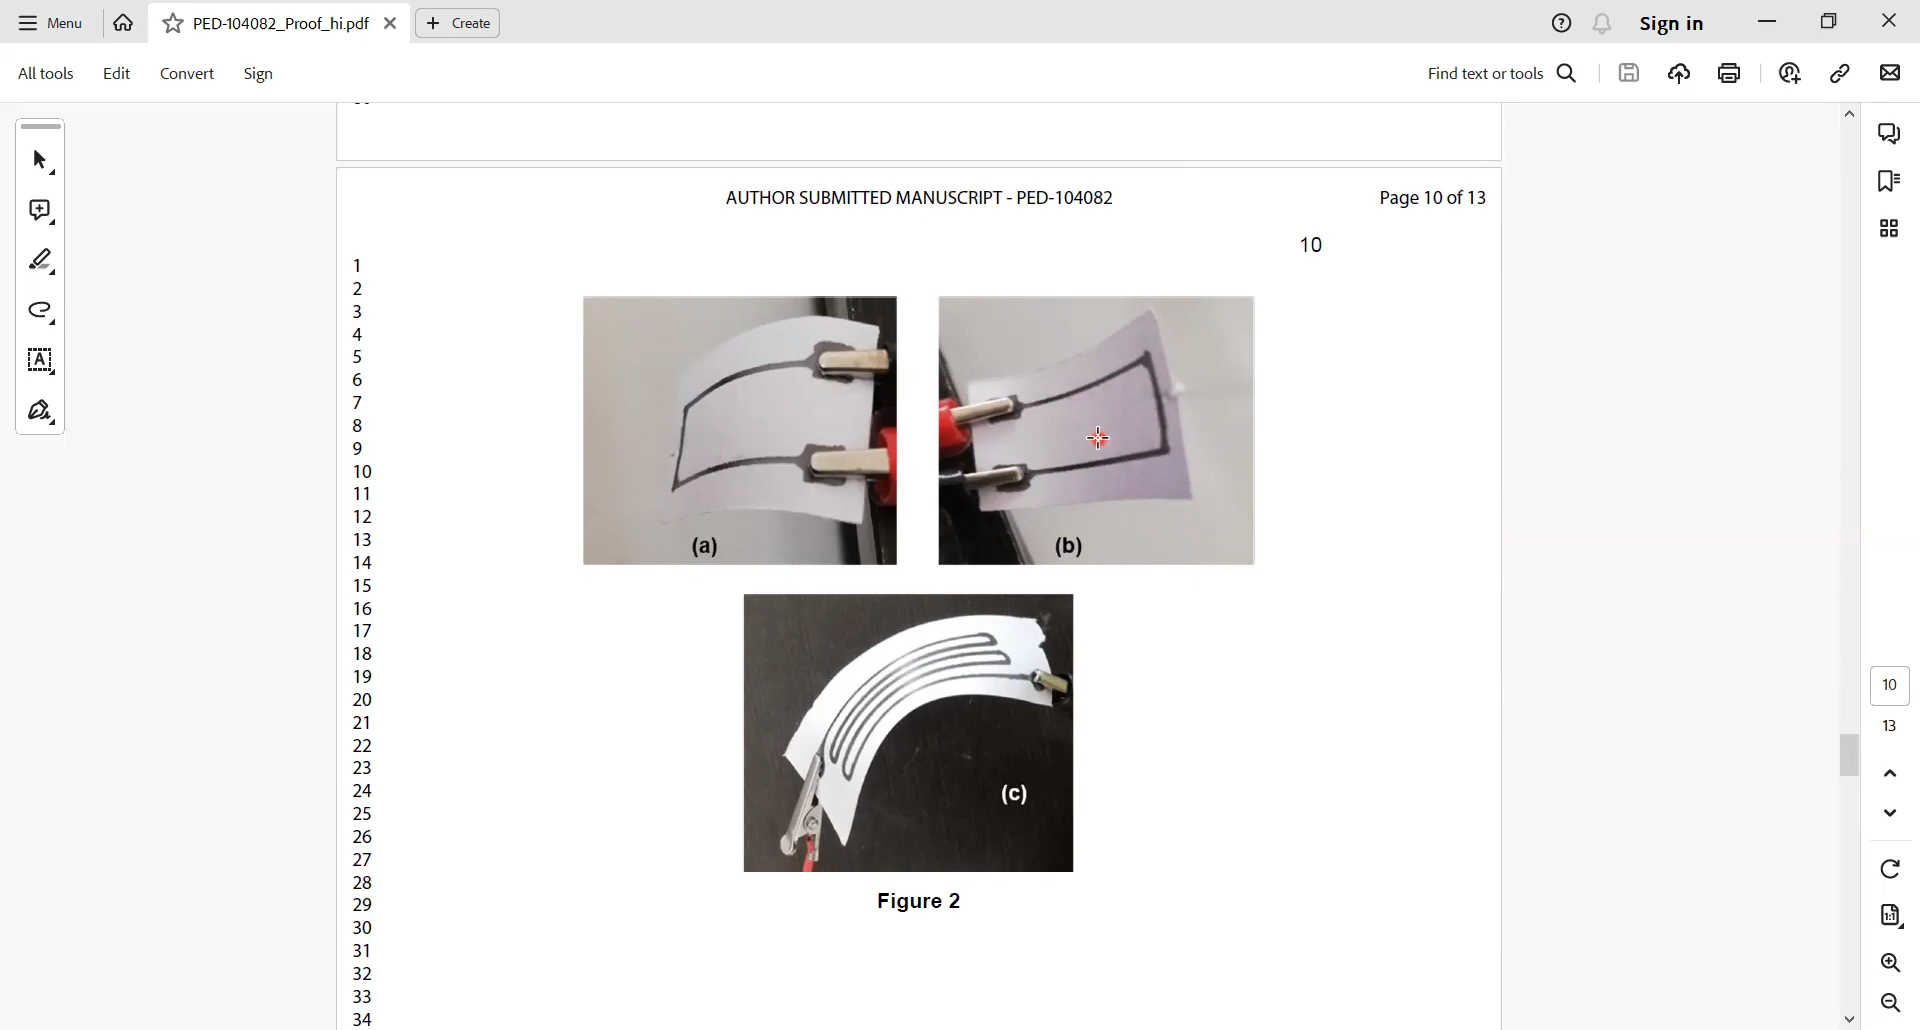 Menu
PED-104082_Proof_hi.pdf
Create
Sign in
All tools
Edit
Convert
Sign
Find text or tools
AUTHOR SUBMITTED MANUSCRIPT - PED-104082
Page 10 of 13
10
1
2
3
4
5
6
7
8
9
10
11
12
13
14
15
16
17
18
19
20
21
22
23
24
25
26
27
28
29
30
31
32
33
34
(a)
(b)
(c)
Figure 2
10
13